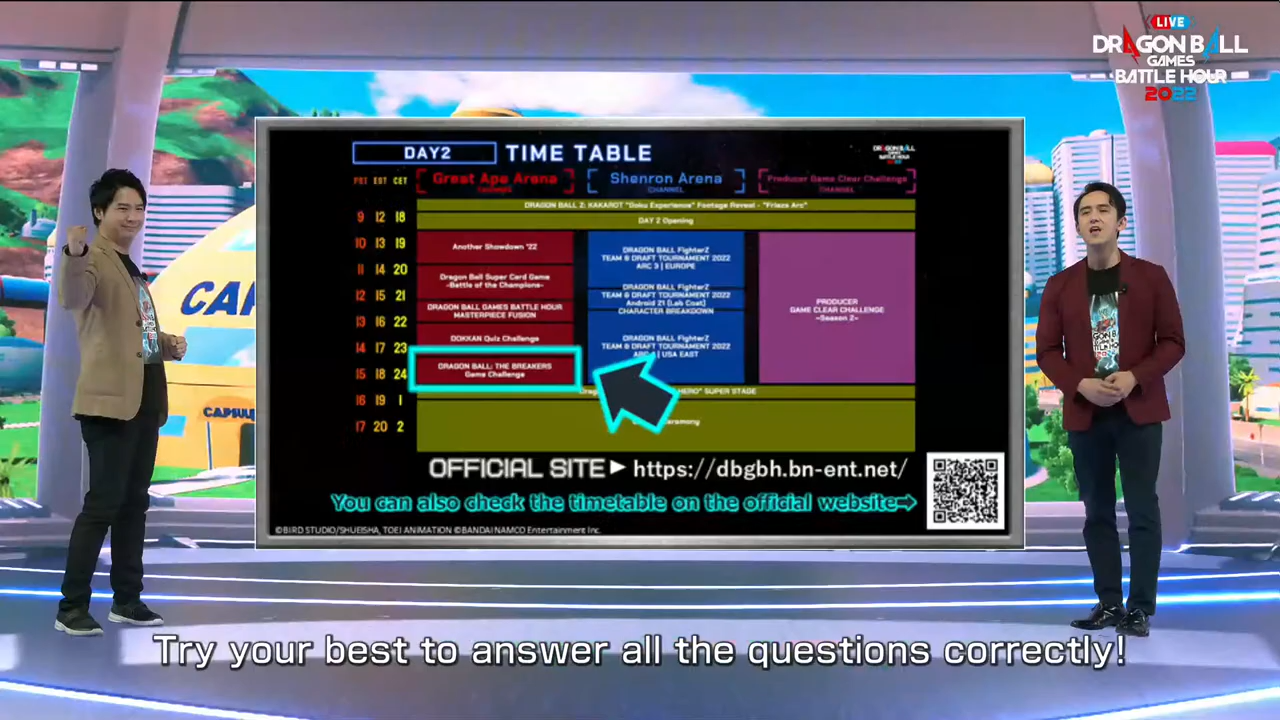 LIVE
DRAGON BALL
GAMES
BATTLE HOUR
2022
DAY2
TIME TABLE
DRAGON BALL
GAMES
BATTLE HOUR
PST EST CET
Great Ape Arena
CHANNEL
Shenron Arena
CHANNEL
Producer Game Clear Challenge
CHANNEL
DRAGON BALL Z: KAKAROT "Goku Experience" Footage Reveal - "Frieza Arc"
9 12 18
DAY 2 Opening
10 13 19
11 14 20
12 15 21
13 16 22
14 17 23
15 18 24
16 19 1
17 20 2
Another Showdown '22
Dragon Ball Super Card Game
-Battle of the Champions-
DRAGON BALL GAMES BATTLE HOUR
MASTERPIECE FUSION
DOKKAN Quiz Challenge
DRAGON BALL: THE BREAKERS
Game Challenge
DRAGON BALL FighterZ
TEAM & DRAFT TOURNAMENT 2022
ARC 3 | EUROPE
DRAGON BALL FighterZ
TEAM & DRAFT TOURNAMENT 2022
Android 21 (Lab Coat)
CHARACTER BREAKDOWN
DRAGON BALL FighterZ
TEAM & DRAFT TOURNAMENT 2022
ARC | USA EAST
PRODUCER
GAME CLEAR CHALLENGE
-Season 2-
HERO" SUPER STAGE
OFFICIAL SITE ▶ https://dbgbh.bn-ent.net/
You can also check the timetable on the official website→
©BIRD STUDIO/SHUEISHA, TOEI ANIMATION ©BANDAI NAMCO Entertainment Inc.
CAPSULE
Try your best to answer all the questions correctly!